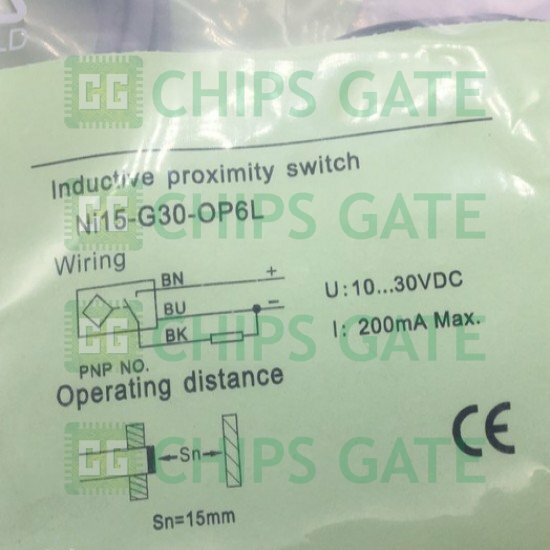 LD
CG CHIPS GATE
Inductive proximity switch
Ni15-G30-OP6L
CG CHIPS GATE
Wiring
BN +
BU −
BK
U:10...30VDC
I: 200mA Max.
CG CHIPS GATE
PNP NO.
Operating distance
CG CHIPS GATE
Sn
CE
Sn=15mm